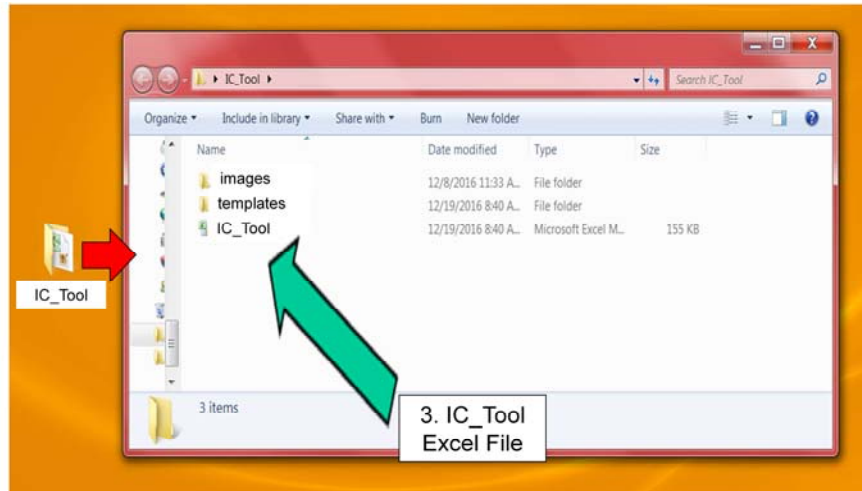 IC_Tool
Search IC_Tool
Organize Include in library Share with Burn New folder
Name Date modified Type Size
images 12/8/2016 11:33 A... File folder
templates 12/19/2016 8:40 A... File folder
IC_Tool 12/19/2016 8:40 A... Microsoft Excel M... 155 KB
IC_Tool
3 items
3. IC_Tool
Excel File